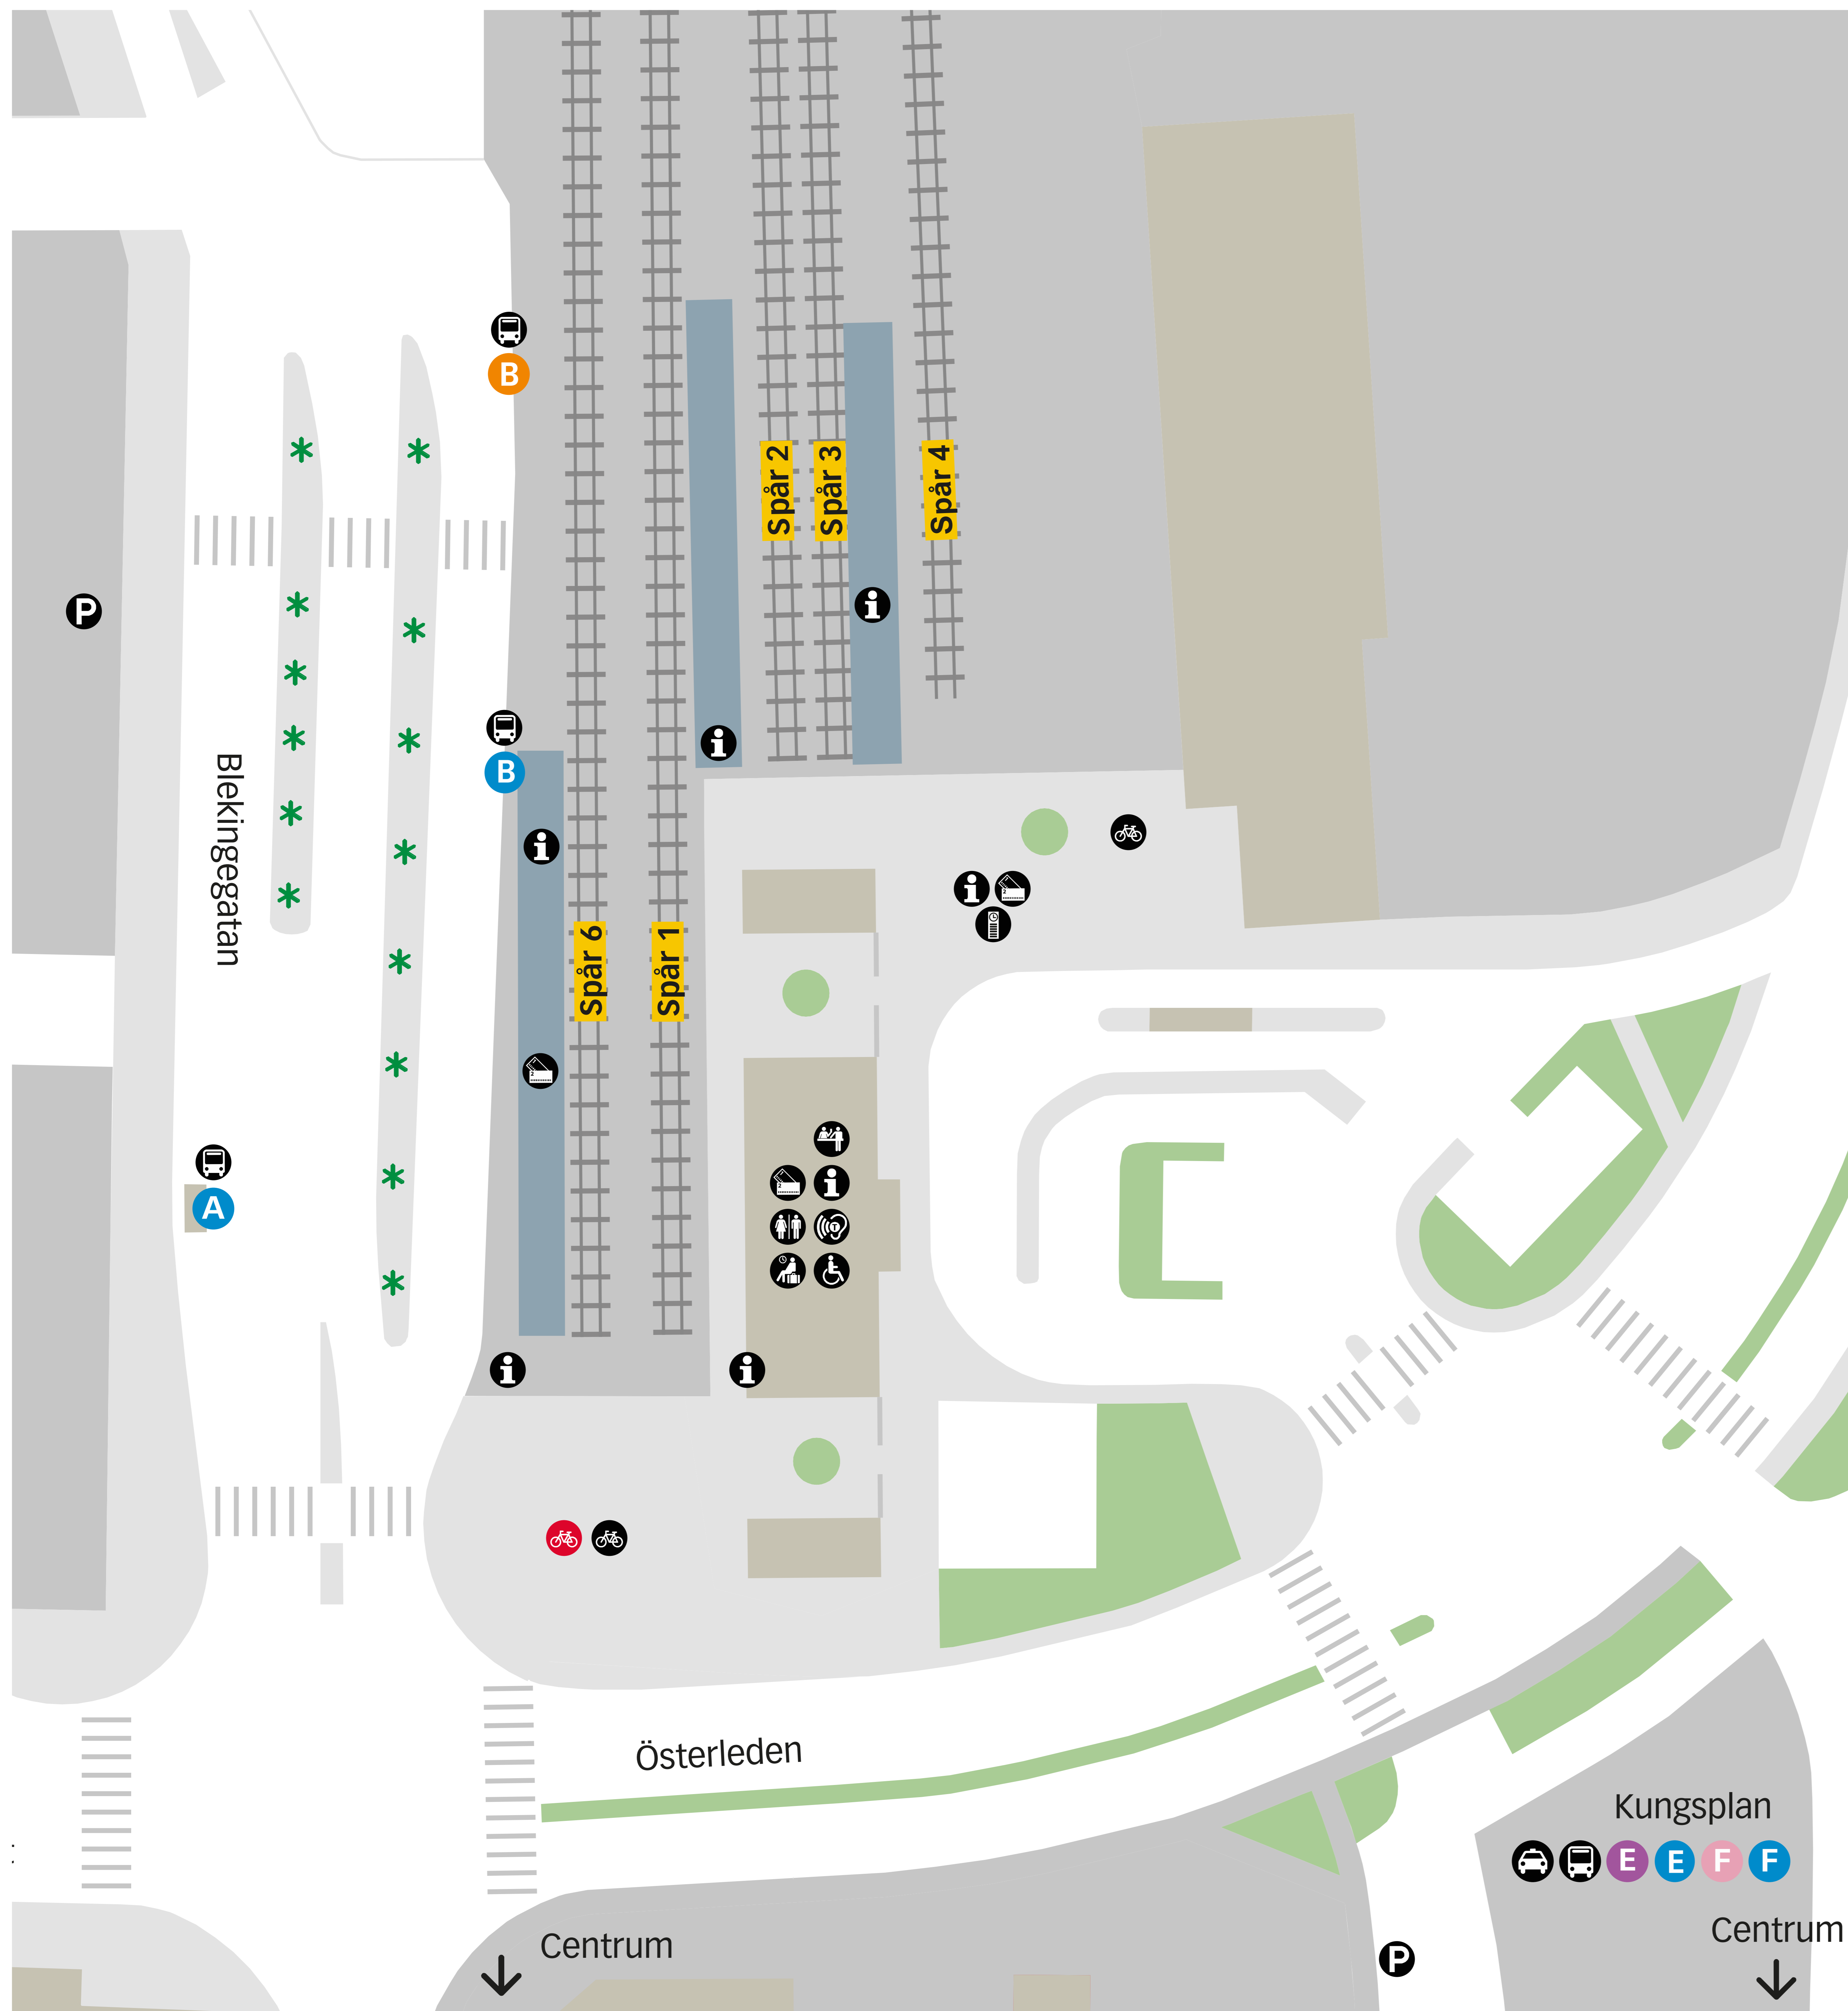 B
Spår 2
Spår 3
Spår 4
P
B
Blekingegatan
Spår 6
Spår 1
A
Österleden
Kungsplan
E
E
F
F
Centrum
Centrum
P